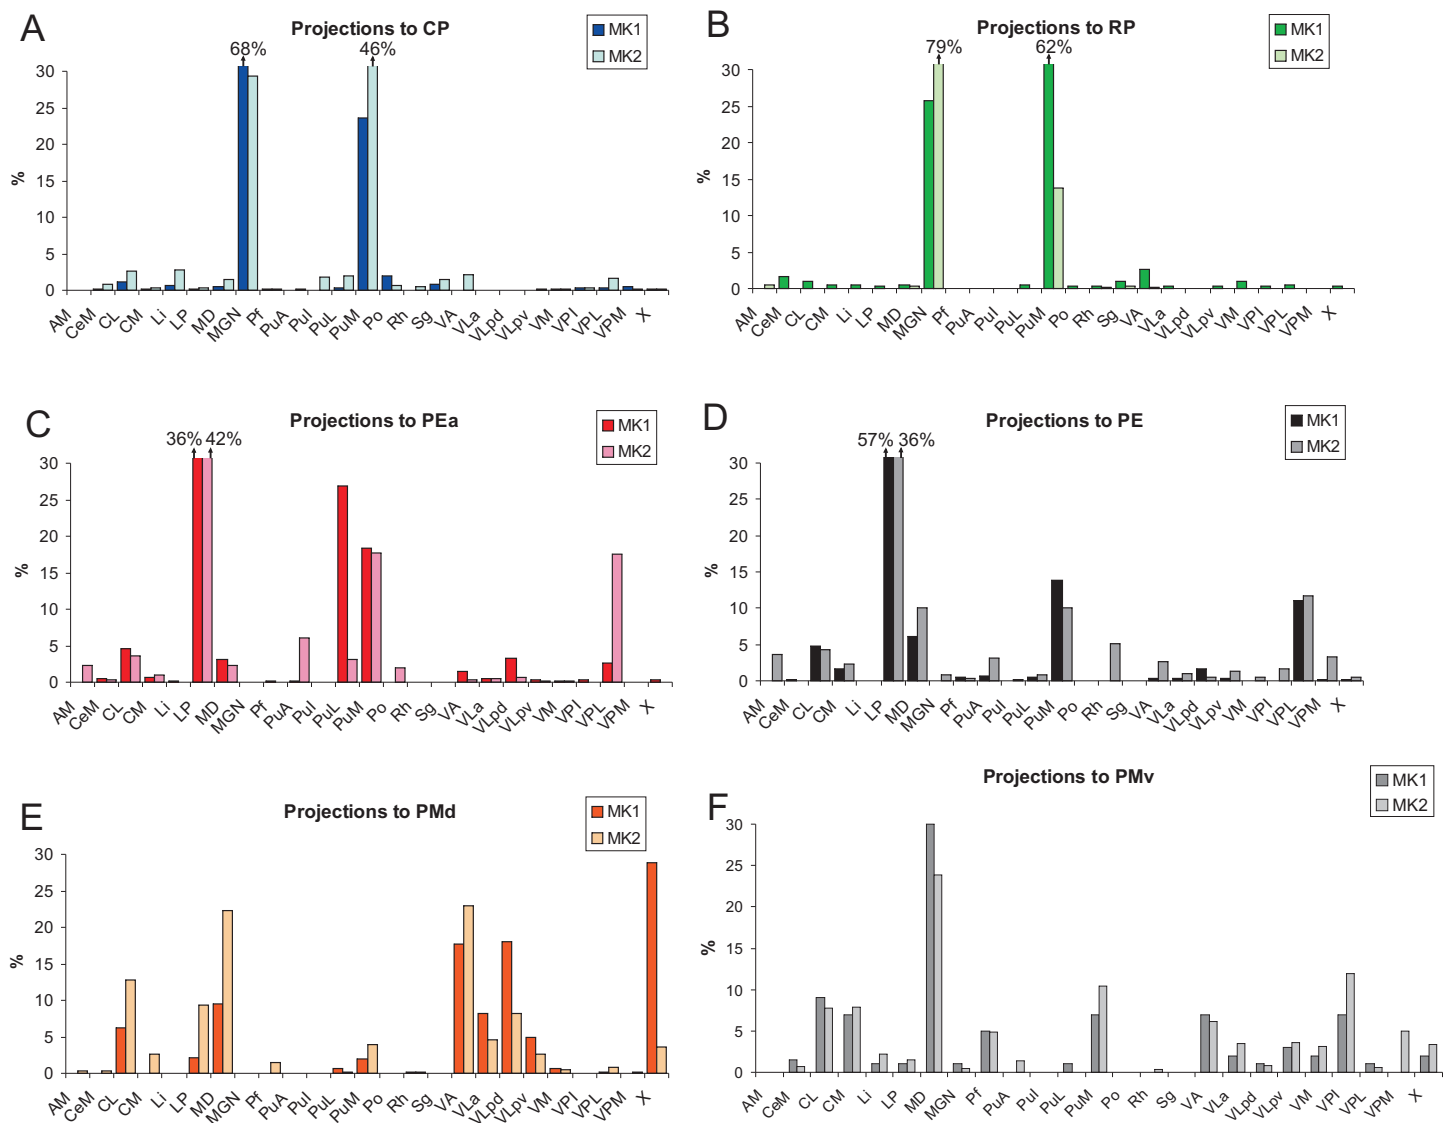 A
Projections to CP
MK1
MK2
68%
46%
30
25
20
15
10
5
0
%
AM CeM CL CM Li LP MD MGN Pf PuA PuI PuL PuM Po Rh Sg VA VLa VLpd VLpv VM VPI VPL VPM X
B
Projections to RP
MK1
MK2
79%
62%
30
25
20
15
10
5
0
%
AM CeM CL CM Li LP MD MGN Pf PuA PuI PuL PuM Po Rh Sg VA VLa VLpd VLpv VM VPI VPL VPM X
C
Projections to PEa
MK1
MK2
36% 42%
30
25
20
15
10
5
0
%
AM CeM CL CM Li LP MD MGN Pf PuA PuI PuL PuM Po Rh Sg VA VLa VLpd VLpv VM VPI VPL VPM X
D
Projections to PE
MK1
MK2
57% 36%
30
25
20
15
10
5
0
%
AM CeM CL CM Li LP MD MGN Pf PuA PuI PuL PuM Po Rh Sg VA VLa VLpd VLpv VM VPI VPL VPM X
E
Projections to PMd
MK1
MK2
30
25
20
15
10
5
0
%
AM CeM CL CM Li LP MD MGN Pf PuA PuI PuL PuM Po Rh Sg VA VLa VLpd VLpv VM VPI VPL VPM X
F
Projections to PMv
MK1
MK2
30
25
20
15
10
5
0
%
AM CeM CL CM Li LP MD MGN Pf PuA PuI PuL PuM Po Rh Sg VA VLa VLpd VLpv VM VPI VPL VPM X